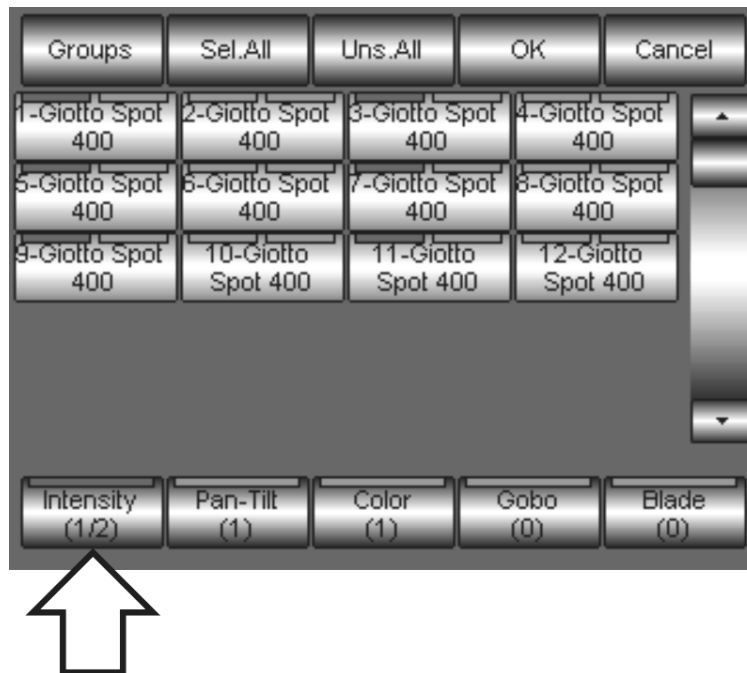 Groups Sel.All Uns.All OK Cancel
1-Giotto Spot 2-Giotto Spot 3-Giotto Spot 4-Giotto Spot
400 400 400 400
5-Giotto Spot 6-Giotto Spot 7-Giotto Spot 8-Giotto Spot
400 400 400 400
9-Giotto Spot 10-Giotto 11-Giotto 12-Giotto
400 Spot 400 Spot 400 Spot 400
Intensity Pan-Tilt Color Gobo Blade
(1/2) (1) (1) (0) (0)